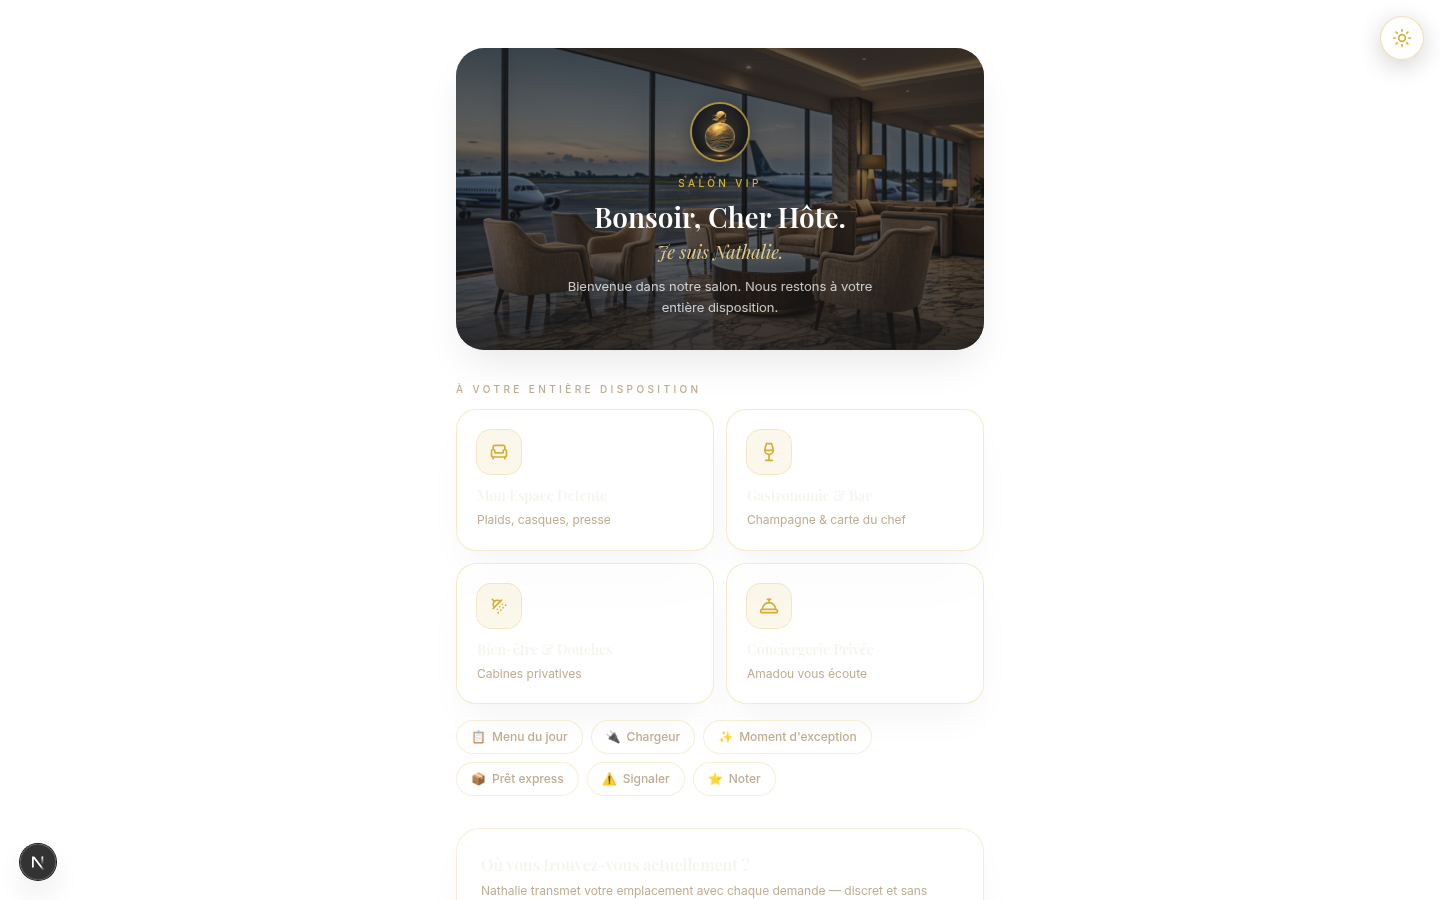 SALON VIP
Bonsoir, Cher Hôte.
Je suis Nathalie.
Bienvenue dans notre salon. Nous restons à votre
entière disposition.
À VOTRE ENTIÈRE DISPOSITION
Mon Espace Détente
Plaids, casques, presse
Gastronomie & Bar
Champagne & carte du chef
Bien-être & Douches
Cabines privatives
Conciergerie Privée
Amadou vous écoute
Menu du jour
Chargeur
Moment d'exception
Prêt express
Signaler
Noter
Où vous trouvez-vous actuellement ?
Nathalie transmet votre emplacement avec chaque demande — discret et sans
N